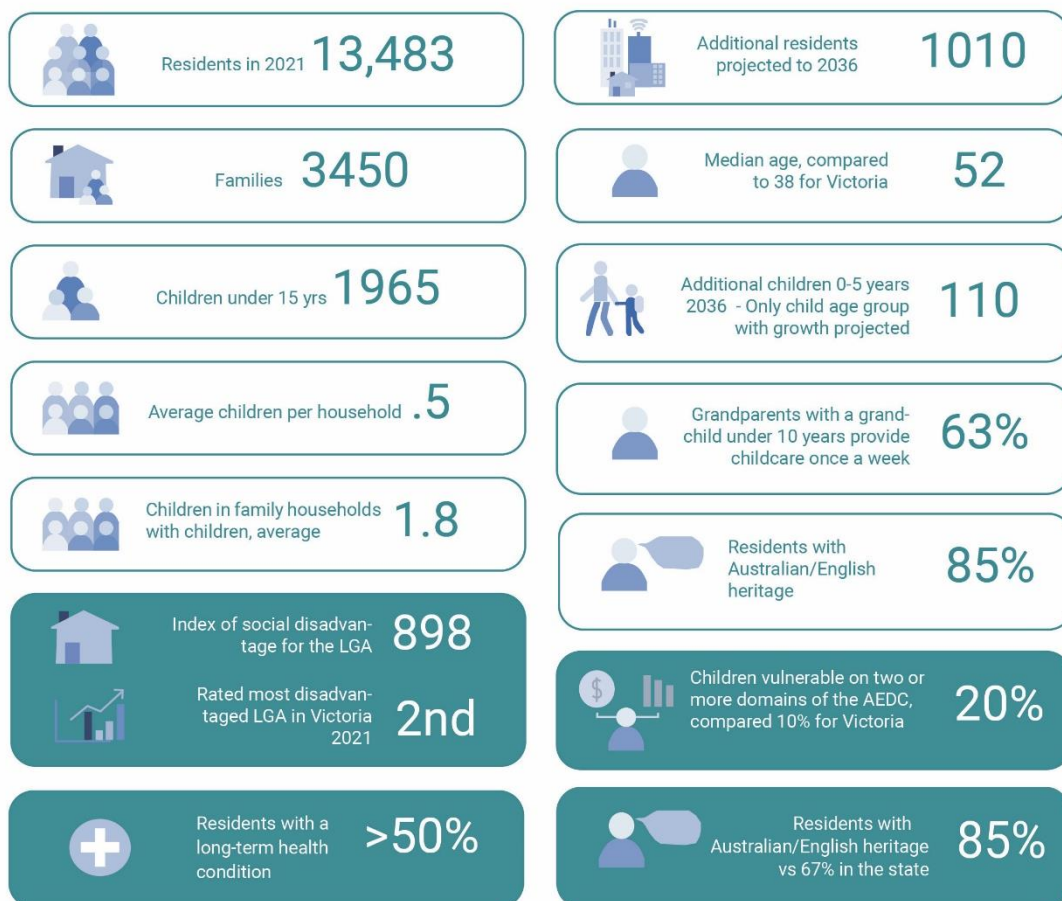 Residents in 2021 13,483
Families 3450
Children under 15 yrs 1965
Average children per household .5
Children in family households
with children, average
1.8
Index of social disadvan-
tage for the LGA
898
Rated most disadvan-
taged LGA in Victoria
2021
2nd
Residents with a
long-term health
condition
>50%
Additional residents
projected to 2036
1010
Median age, compared
to 38 for Victoria
52
Additional children 0-5 years
2036 - Only child age group
with growth projected
110
Grandparents with a grand-
child under 10 years provide
childcare once a week
63%
Residents with
Australian/English
heritage
85%
$
Children vulnerable on two or
more domains of the AEDC,
compared 10% for Victoria
20%
Residents with
Australian/English heritage
vs 67% in the state
85%